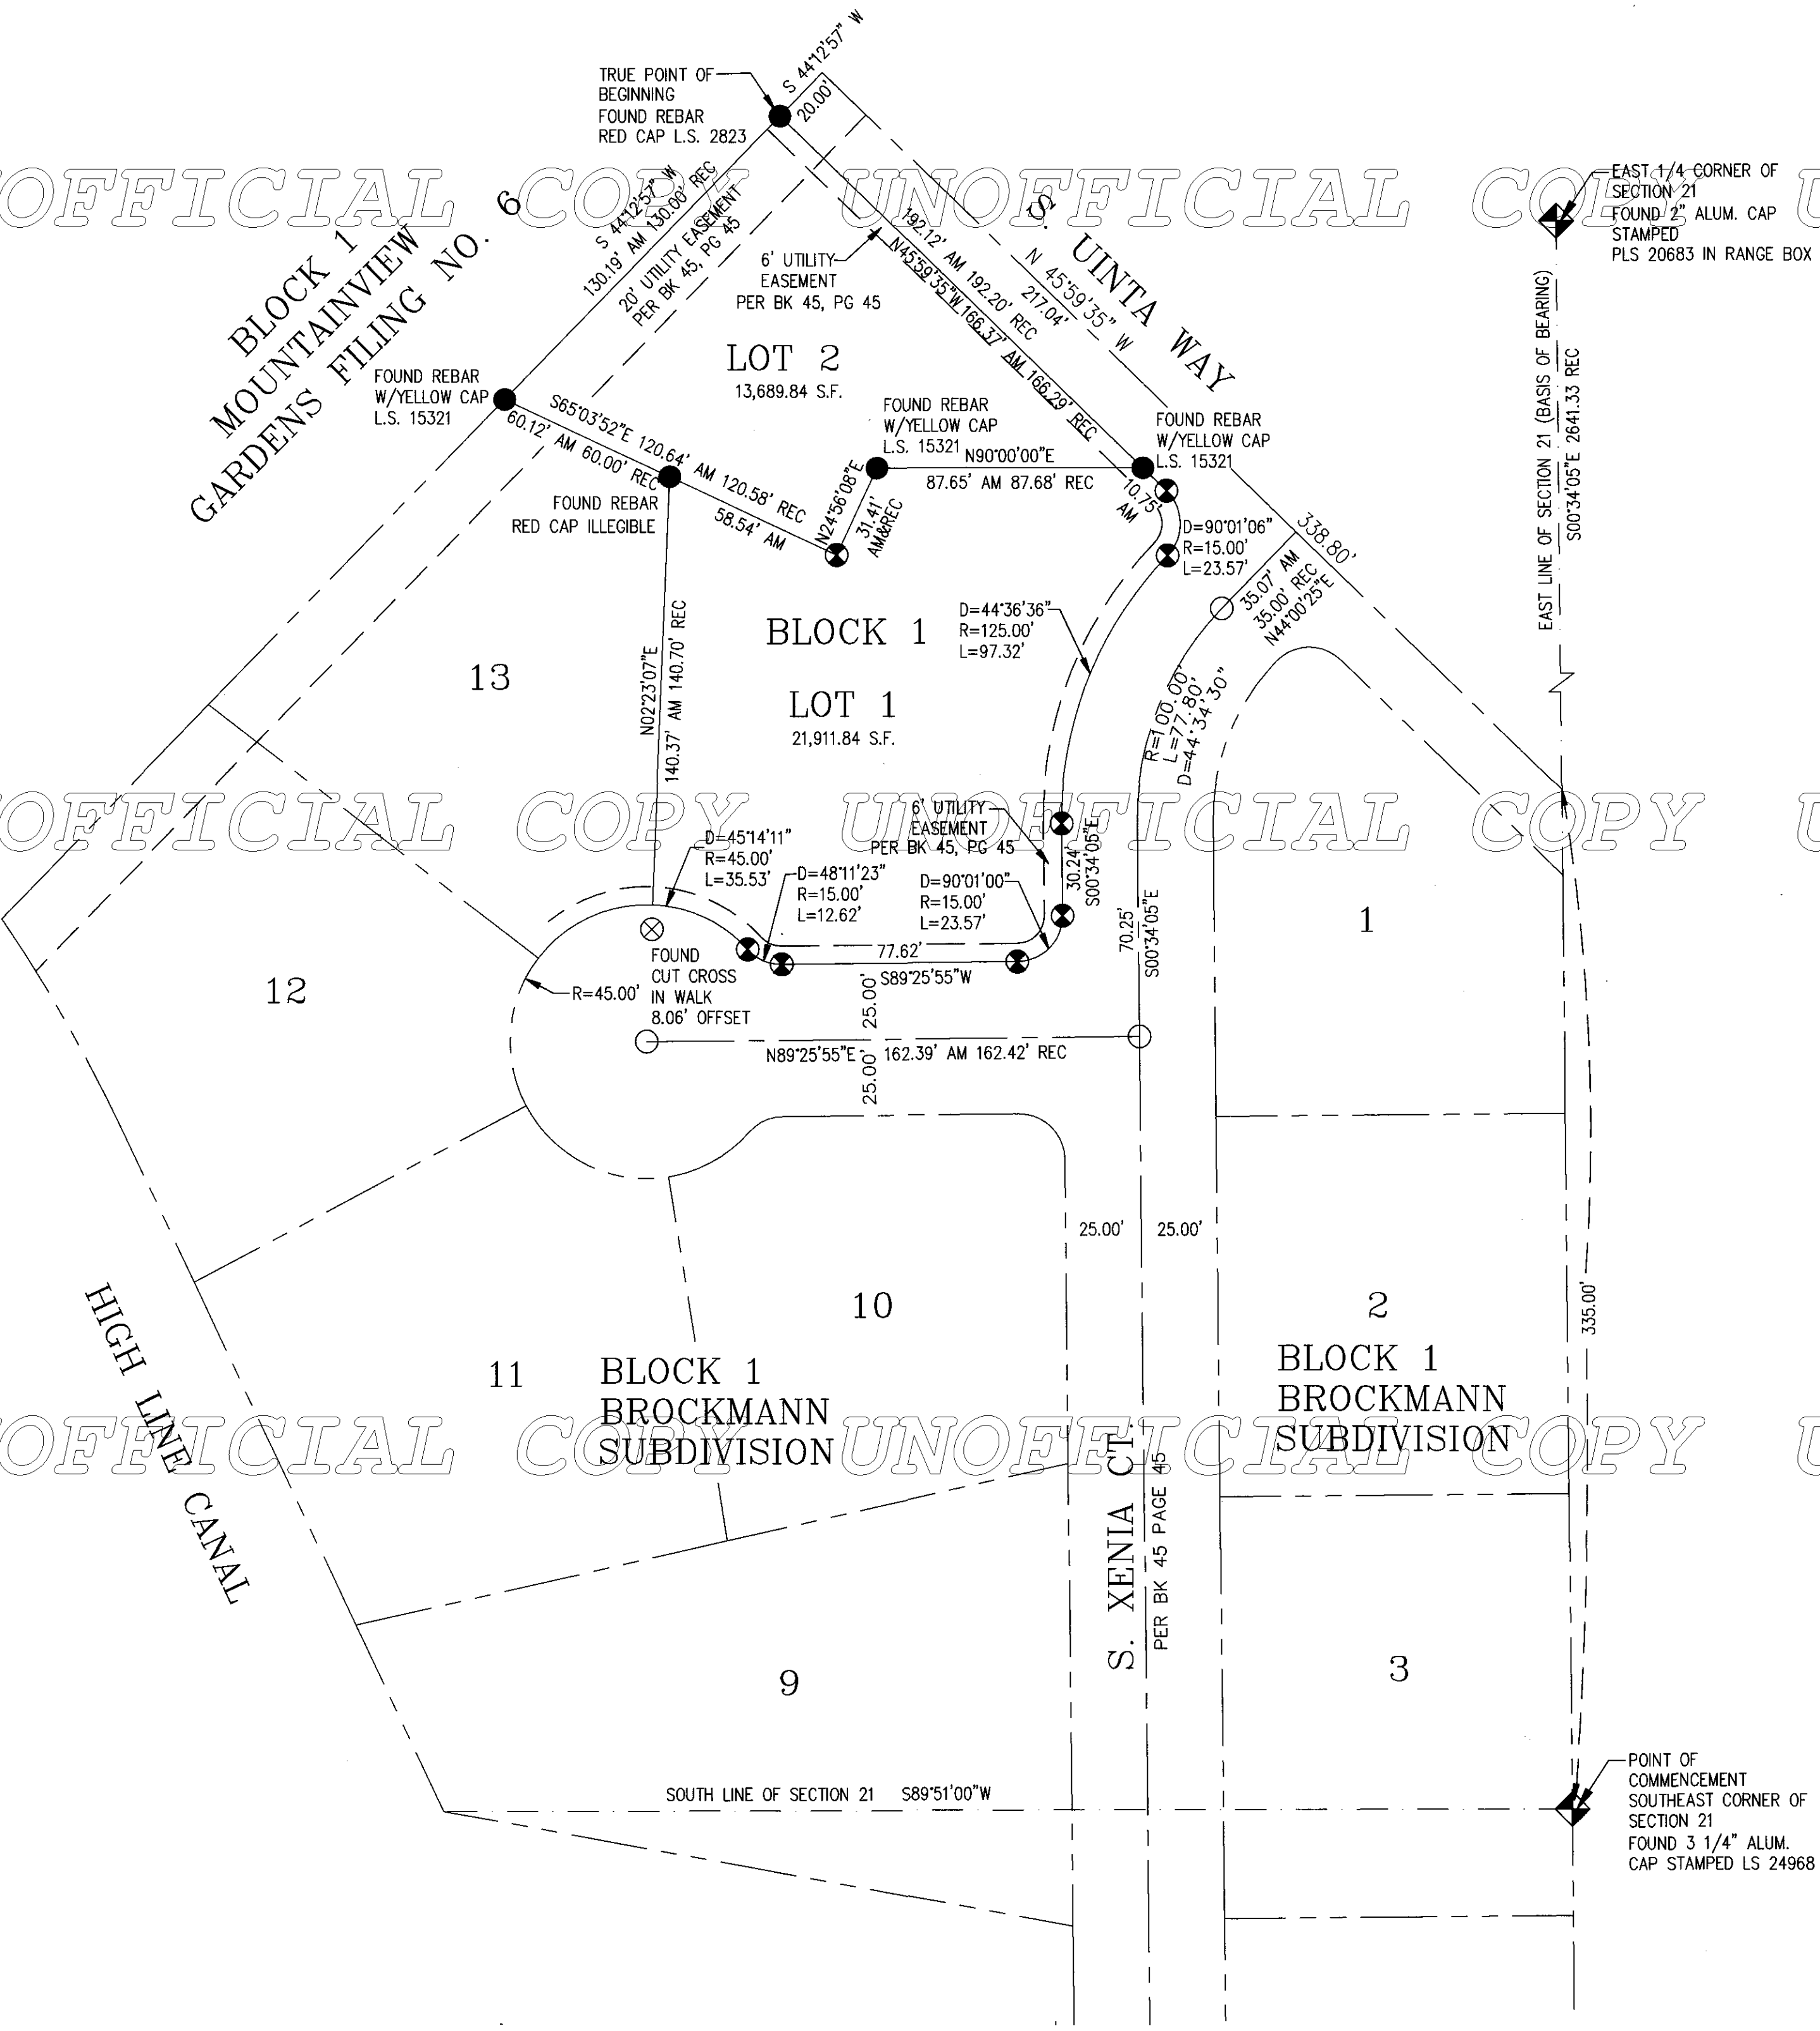 S 44°12'57" W
20.00'
TRUE POINT OF
BEGINNING
FOUND REBAR
RED CAP L.S. 2823
UNOFFICIAL COPY
UNOFFICIAL COPY
EAST 1/4 CORNER OF
SECTION 21
FOUND 2" ALUM. CAP
STAMPED
PLS 20683 IN RANGE BOX
BLOCK 1
MOUNTAINVIEW
GARDENS FILING NO. 6
S 44°12'57" W
130.19' AM 130.00' REC
20' UTILITY EASEMENT
PER BK 45, PG 45
6' UTILITY
EASEMENT
PER BK 45, PG 45
192.12' AM 192.20' REC
N45°59'35"W 166.37' AM 166.29' REC
S. UINTA WAY
N 45°59'35" W
217.04'
338.80'
EAST LINE OF SECTION 21 (BASIS OF BEARING)
S00°34'05"E 2641.33 REC
LOT 2
13,689.84 S.F.
FOUND REBAR
W/YELLOW CAP
L.S. 15321
S65°03'52"E 120.64' AM 120.58' REC
60.12' AM 60.00' REC
58.54' AM
FOUND REBAR
RED CAP ILLEGIBLE
FOUND REBAR
W/YELLOW CAP
L.S. 15321
N90°00'00"E
87.65' AM 87.68' REC
N24°56'08"E
31.41'
AM&REC
FOUND REBAR
W/YELLOW CAP
L.S. 15321
10.75'
AM
D=90°01'06"
R=15.00'
L=23.57'
35.07' AM
35.00' REC
N44°00'25"E
D=44°36'36"
R=125.00'
L=97.32'
BLOCK 1
LOT 1
21,911.84 S.F.
13
N02°23'07"E
140.37' AM 140.70' REC
R=100.00'
L=77.80'
D=44°34'30"
UNOFFICIAL COPY
UNOFFICIAL COPY
6' UTILITY
EASEMENT
PER BK 45, PG 45
30.24'
S00°34'05"E
D=45°14'11"
R=45.00'
L=35.53'
D=48°11'23"
R=15.00'
L=12.62'
D=90°01'00"
R=15.00'
L=23.57'
70.25'
S00°34'05"E
1
12
R=45.00'
FOUND
CUT CROSS
IN WALK
8.06' OFFSET
77.62'
S89°25'55"W
25.00'
25.00'
N89°25'55"E 162.39' AM 162.42' REC
25.00'
25.00'
HIGH LINE CANAL
10
11
BLOCK 1
BROCKMANN
SUBDIVISION
2
BLOCK 1
BROCKMANN
SUBDIVISION
335.00'
UNOFFICIAL COPY
UNOFFICIAL COPY
S. XENIA CT.
PER BK 45 PAGE 45
9
3
SOUTH LINE OF SECTION 21 S89°51'00"W
POINT OF
COMMENCEMENT
SOUTHEAST CORNER OF
SECTION 21
FOUND 3 1/4" ALUM.
CAP STAMPED LS 24968